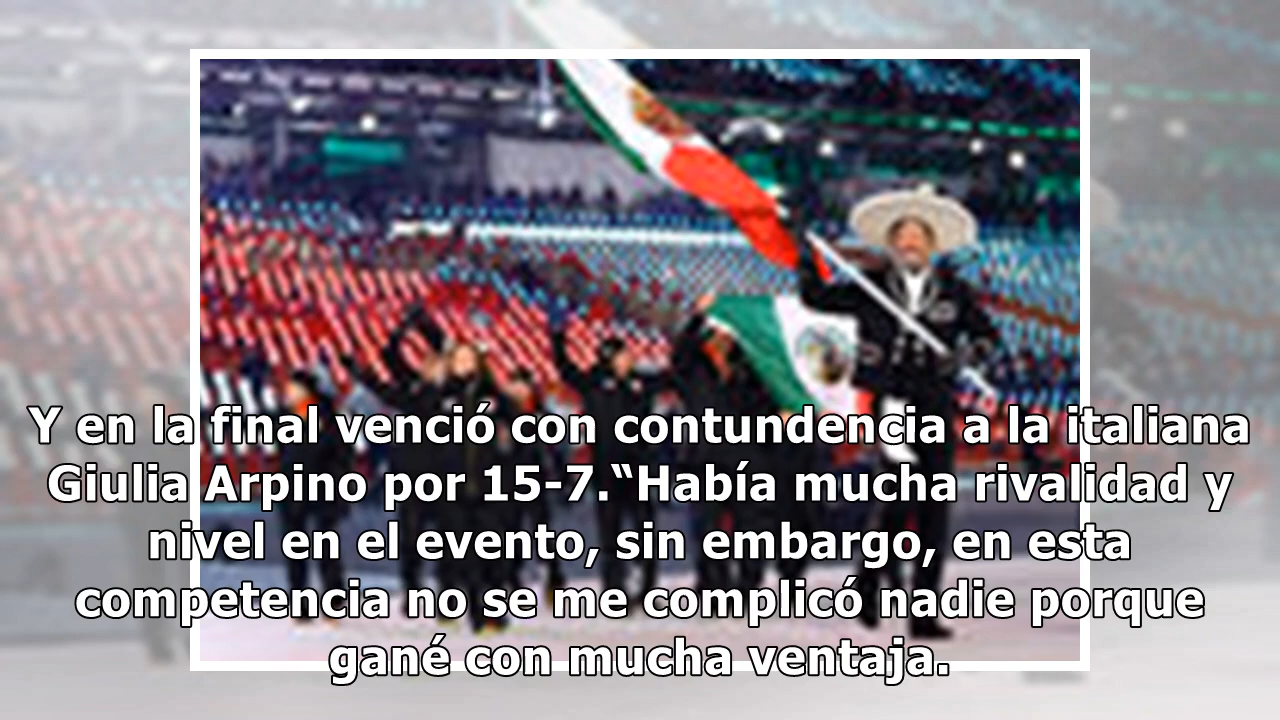 Y en la final venció con contundencia a la italiana
Giulia Arpino por 15-7.“Había mucha rivalidad y
nivel en el evento, sin embargo, en esta
competencia no se me complicó nadie porque
gané con mucha ventaja.